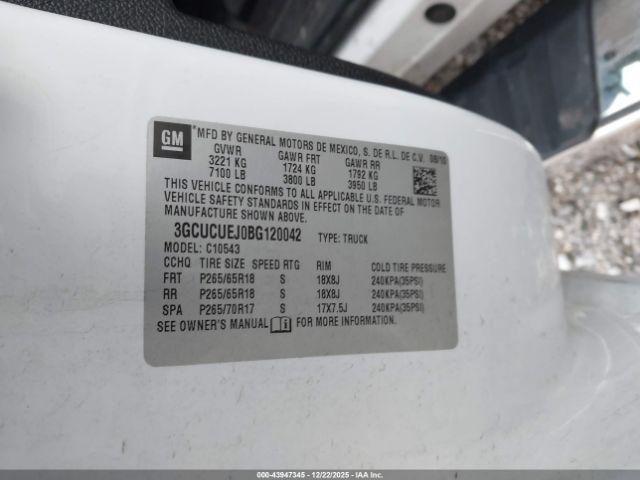 GM
*MFD BY GENERAL MOTORS DE MEXICO, S. DE R.L. DE C.V. 08/10
GVWR GAWR FRT GAWR RR
3221 KG 1724 KG 1792 KG
7100 LB 3800 LB 3950 LB
THIS VEHICLE CONFORMS TO ALL APPLICABLE U.S. FEDERAL MOTOR
VEHICLE SAFETY STANDARDS IN EFFECT ON THE DATE OF
MANUFACTURE SHOWN ABOVE.
3GCUCUEJ0BG120042 TYPE: TRUCK
MODEL: C10543
CCHQ TIRE SIZE SPEED RTG RIM COLD TIRE PRESSURE
FRT P265/65R18 S 18X8J 240KPA(35PSI)
RR P265/65R18 S 18X8J 240KPA(35PSI)
SPA P265/70R17 S 17X7.5J 240KPA(35PSI)
SEE OWNER'S MANUAL FOR MORE INFORMATION.
000-43947345 - 12/22/2025 - IAAI.COM